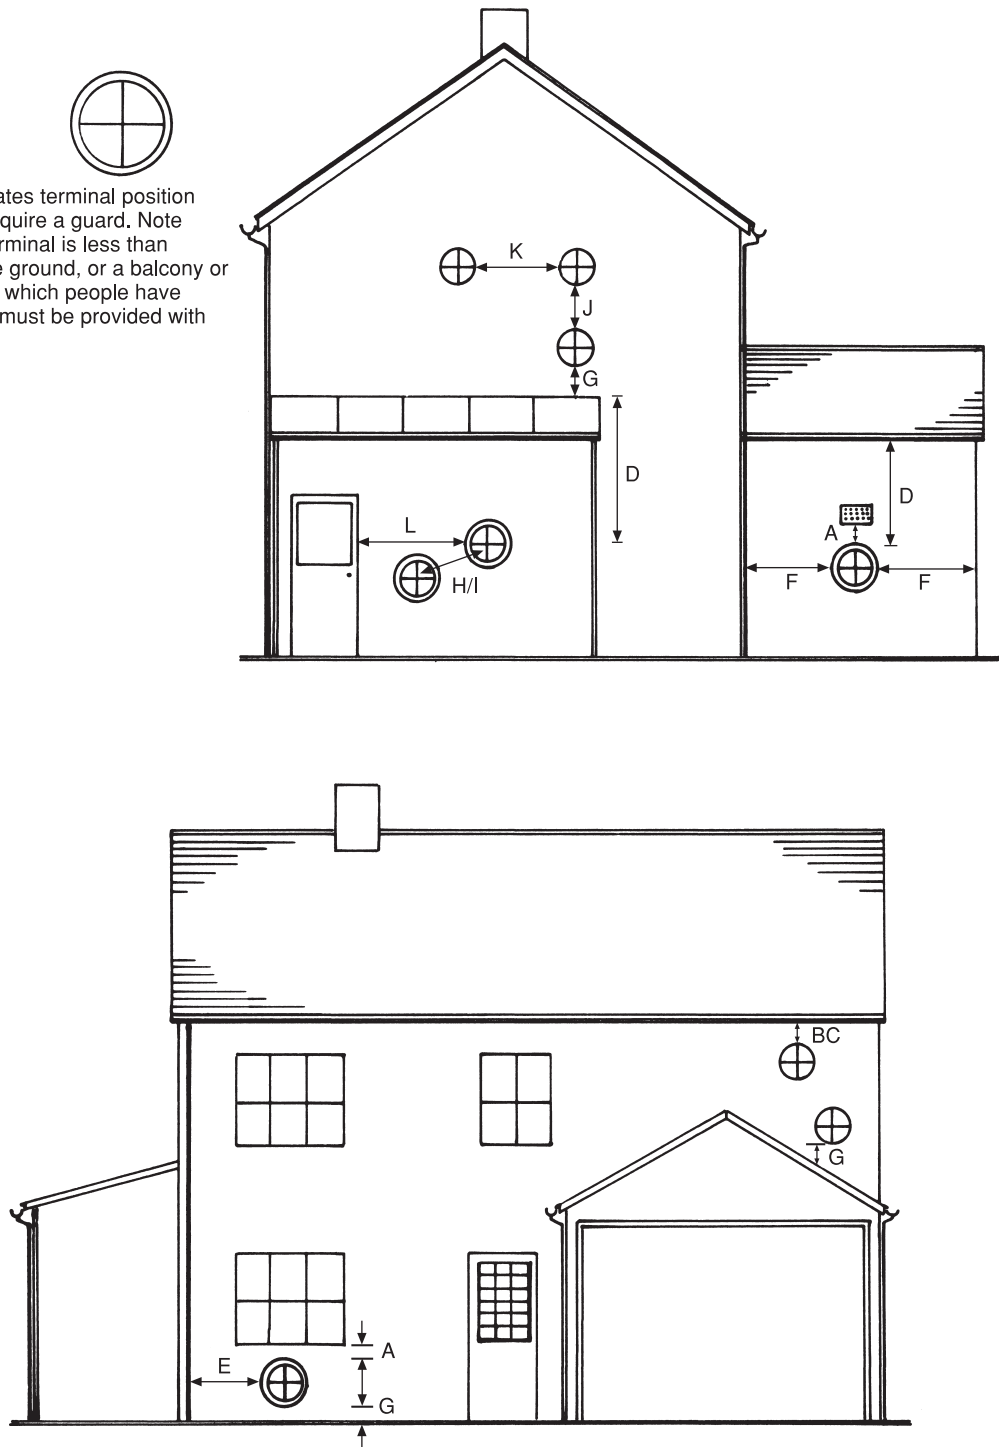 ates terminal position
quire a guard. Note
erminal is less than
e ground, or a balcony or
which people have
must be provided with
K
J
G
D
L
H/I
D
A
F
F
BC
G
E
A
G